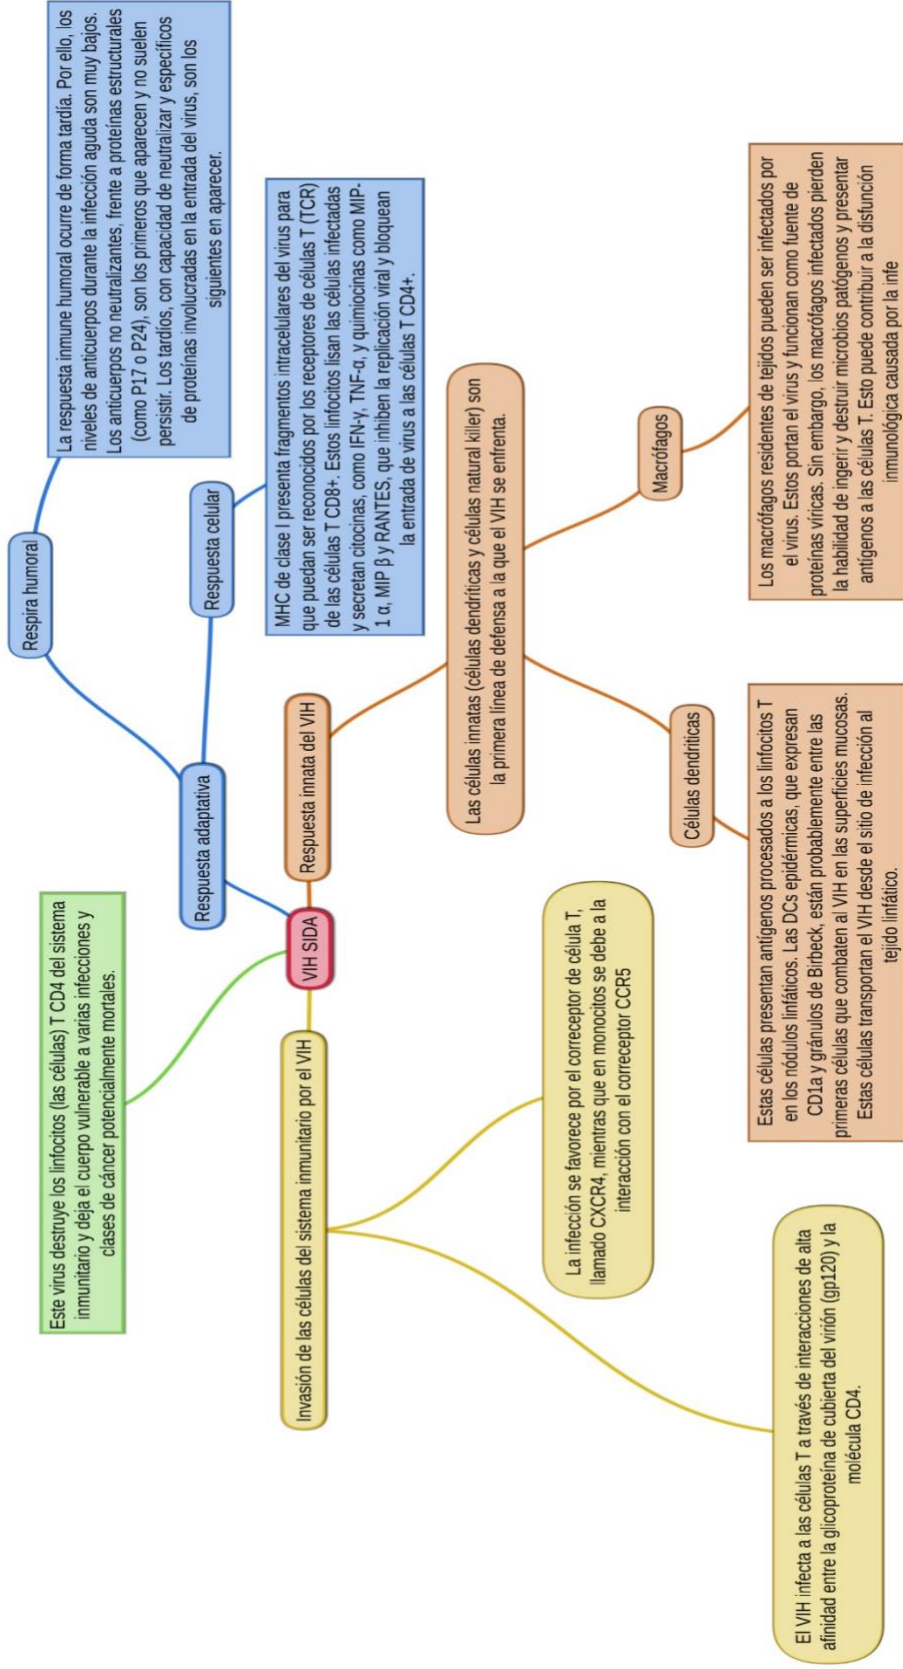 Este virus destruye los linfocitos (las células) T CD4 del sistema
inmunitario y deja el cuerpo vulnerable a varias infecciones y
clases de cáncer potencialmente mortales.
Respira humoral
La respuesta inmune humoral ocurre de forma tardía. Por ello, los
niveles de anticuerpos durante la infección aguda son muy bajos.
Los anticuerpos no neutralizantes, frente a proteínas estructurales
(como P17 o P24), son los primeros que aparecen y no suelen
persistir. Los tardíos, con capacidad de neutralizar y específicos
de proteínas involucradas en la entrada del virus, son los
siguientes en aparecer.
Respuesta adaptativa
Respuesta celular
MHC de clase I presenta fragmentos intracelulares del virus para
que puedan ser reconocidos por los receptores de células T (TCR)
de las células T CD8+. Estos linfocitos lisan las células infectadas
y secretan citocinas, como IFN-γ, TNF-α, y quimiocinas como MIP-
1 α, MIP β y RANTES, que inhiben la replicación viral y bloquean
la entrada de virus a las células T CD4+.
Invasión de las células del sistema inmunitario por el VIH
VIH SIDA
Respuesta innata del VIH
Las células innatas (células dendríticas y células natural killer) son
la primera línea de defensa a la que el VIH se enfrenta.
La infección se favorece por el correceptor de célula T,
llamado CXCR4, mientras que en monocitos se debe a la
interacción con el correceptor CCR5
Células dendriticas
Macrófagos
El VIH infecta a las células T a través de interacciones de alta
afinidad entre la glicoproteína de cubierta del virión (gp120) y la
molécula CD4.
Estas células presentan antígenos procesados a los linfocitos T
en los nódulos linfáticos. Las DCs epidérmicas, que expresan
CD1a y gránulos de Birbeck, están probablemente entre las
primeras células que combaten al VIH en las superficies mucosas.
Estas células transportan el VIH desde el sitio de infección al
tejido linfático.
Los macrófagos residentes de tejidos pueden ser infectados por
el virus. Estos portan el virus y funcionan como fuente de
proteínas víricas. Sin embargo, los macrófagos infectados pierden
la habilidad de ingerir y destruir microbios patógenos y presentar
antígenos a las células T. Esto puede contribuir a la disfunción
inmunológica causada por la infe